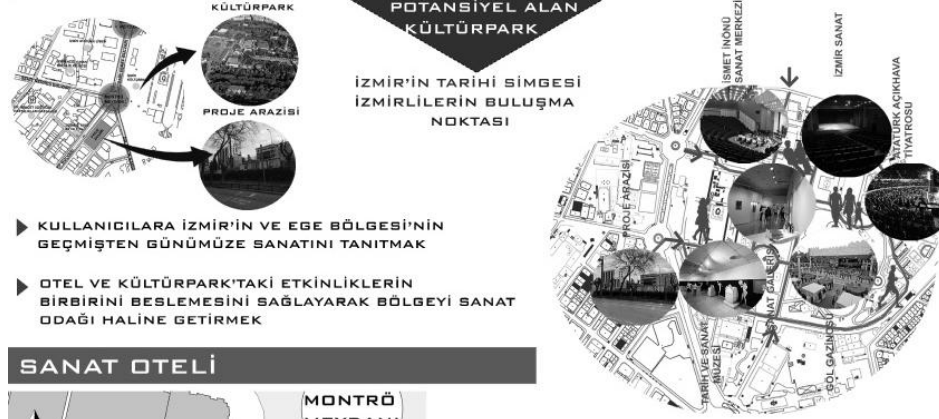 KÜLTÜRPARK
PROJE ARAZİSİ
POTANSİYEL ALAN
KÜLTÜRPARK
İZMİR'İN TARİHİ SİMGESİ
İZMİRLİLERİN BULUŞMA
NOKTASI
KULLANICILARA İZMİR'İN VE EGE BÖLGESİ'NİN
GEÇMİŞTEN GÜNÜMÜZE SANATINI TANITMAK
OTEL VE KÜLTÜRPARK'TAKİ ETKİNLİKLERİN
BİRBİRİNİ BESLEMESİNİ SAĞLAYARAK BÖLGEYİ SANAT
ODAĞI HALİNE GETİRMEK
SANAT OTELİ
MONTRÖ
İSMET İNÖNÜ
SANAT MERKEZİ
İZMİR SANAT
ATATÜRK AÇIKHAVA
TİYATROSU
PROJE ARAZİSİ
TARİH VE SANAT
MÜZESİ
SANAT GALERİSİ
GÖL GAZİNOSU